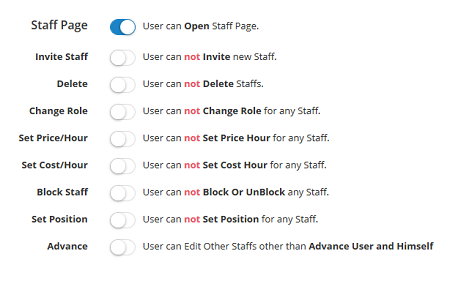 Staff Page User can Open Staff Page.
Invite Staff User can not Invite new Staff.
Delete User can not Delete Staffs.
Change Role User can not Change Role for any Staff.
Set Price/Hour User can not Set Price Hour for any Staff.
Set Cost/Hour User can not Set Cost Hour for any Staff.
Block Staff User can not Block Or UnBlock any Staff.
Set Position User can not Set Position for any Staff.
Advance User can Edit Other Staffs other than Advance User and Himself